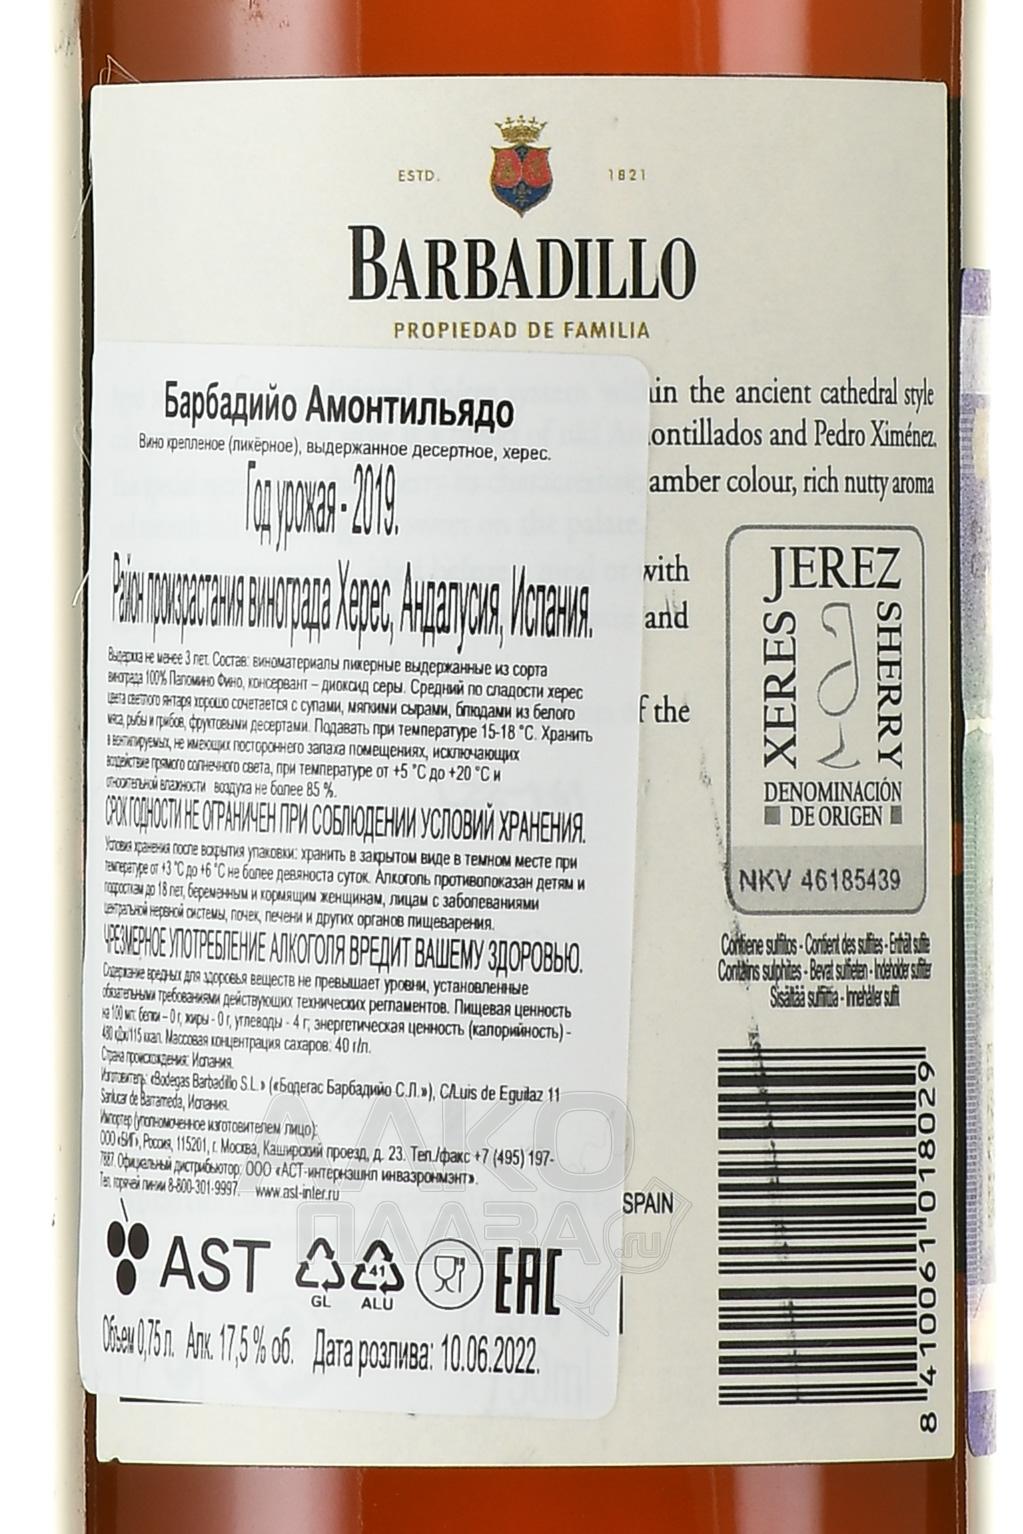 ESTD. 1821
BARBADILLO
PROPIEDAD DE FAMILIA
in the ancient cathedral style
ontillados and Pedro Ximénez.
amber colour, rich nutty aroma
with
and
f the
Барбадийо Амонтильядо
Вино крепленое (ликёрное), выдержанное десертное, херес.
Год урожая - 2019.
Район произрастания винограда Херес, Андалусия, Испания.
Выдержка не менее 3 лет. Состав: виноматериалы ликерные выдержанные из сорта
винограда 100% Паломино Фино, консервант – диоксид серы. Средний по сладости херес
цвета светлого янтаря хорошо сочетается с супами, мягкими сырами, блюдами из белого
мяса, рыбы и грибов, фруктовыми десертами. Подавать при температуре 15-18 °C. Хранить
в вентилируемых, не имеющих постороннего запаха помещениях, исключающих
воздействие прямого солнечного света, при температуре от +5 °C до +20 °C и
относительной влажности воздуха не более 85 %.
СРОК ГОДНОСТИ НЕ ОГРАНИЧЕН ПРИ СОБЛЮДЕНИИ УСЛОВИЙ ХРАНЕНИЯ.
Условия хранения после вскрытия упаковки: хранить в закрытом виде в темном месте при
температуре от +3 °C до +6 °C не более девяноста суток. Алкоголь противопоказан детям и
подросткам до 18 лет, беременным и кормящим женщинам, лицам с заболеваниями
центральной нервной системы, почек, печени и других органов пищеварения.
ЧРЕЗМЕРНОЕ УПОТРЕБЛЕНИЕ АЛКОГОЛЯ ВРЕДИТ ВАШЕМУ ЗДОРОВЬЮ.
Содержание вредных для здоровья веществ не превышает уровни, установленные
обязательными требованиями действующих технических регламентов. Пищевая ценность
на 100 мл: белки – 0 г, жиры - 0 г, углеводы - 4 г; энергетическая ценность (калорийность) -
480 кДж/115 ккал. Массовая концентрация сахаров: 40 г/л.
Страна происхождения: Испания.
Изготовитель: «Bodegas Barbadillo S.L.» («Бодегас Барбадийо С.Л.»), C/Luis de Eguilaz 11
Sanlucar de Barrameda, Испания.
Импортер (уполномоченное изготовителем лицо):
ООО «БИГ», Россия, 115201, г. Москва, Каширский проезд, д. 23. Тел./факс +7 (495) 197-
7887. Официальный дистрибьютор: ООО «АСТ-интернэшнл инваэронмэнт».
Тел. горячей линии 8-800-301-9997. www.ast-inter.ru
AST
GL
41
ALU
EAC
Объем 0,75 л. Алк. 17,5 % об. Дата розлива: 10.06.2022.
JEREZ
XERES
SHERRY
DENOMINACIÓN
DE ORIGEN
NKV 46185439
Contiene sulfitos - Contient des sulfites - Enthält sulfite
Contains sulphites - Bevat sulfieten - Indeholder sulfitter
Sisältää sulfiittia - Innehåller sulfit
SPAIN
8 410061 018029
АЛКО
ПЛАЗА.ru